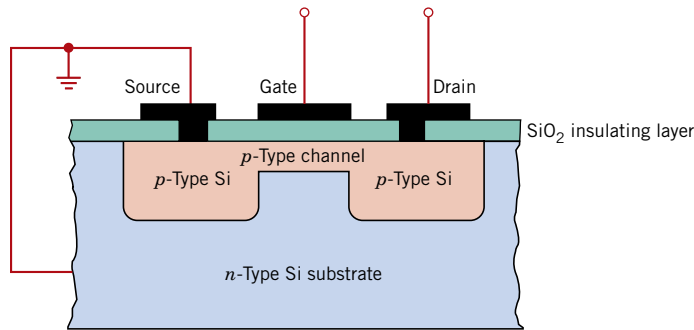 Source
Gate
Drain
SiO2 insulating layer
p-Type channel
p-Type Si
p-Type Si
n-Type Si substrate